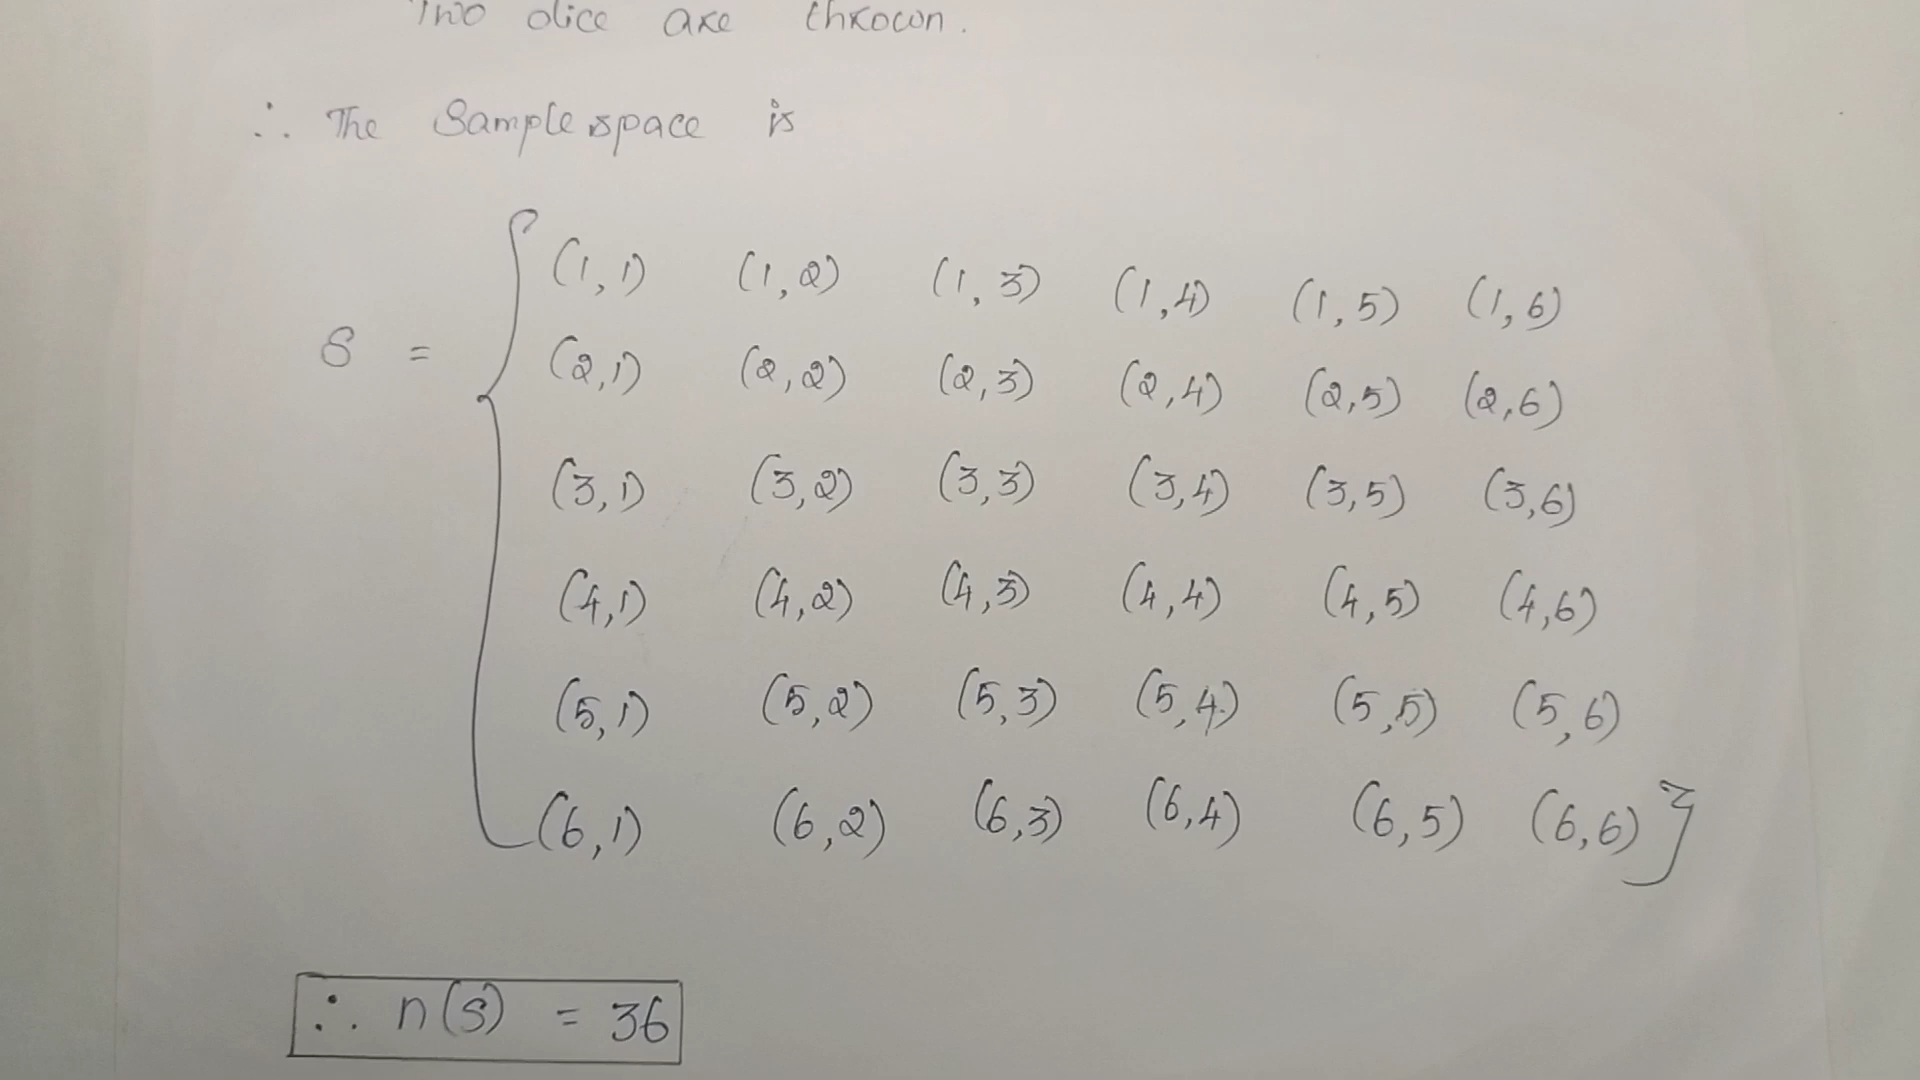 Two dice are thrown.
∴ The Sample space is
S = { (1,1) (1,2) (1,3) (1,4) (1,5) (1,6)
(2,1) (2,2) (2,3) (2,4) (2,5) (2,6)
(3,1) (3,2) (3,3) (3,4) (3,5) (3,6)
(4,1) (4,2) (4,3) (4,4) (4,5) (4,6)
(5,1) (5,2) (5,3) (5,4) (5,5) (5,6)
(6,1) (6,2) (6,3) (6,4) (6,5) (6,6) }
∴ n(s) = 36